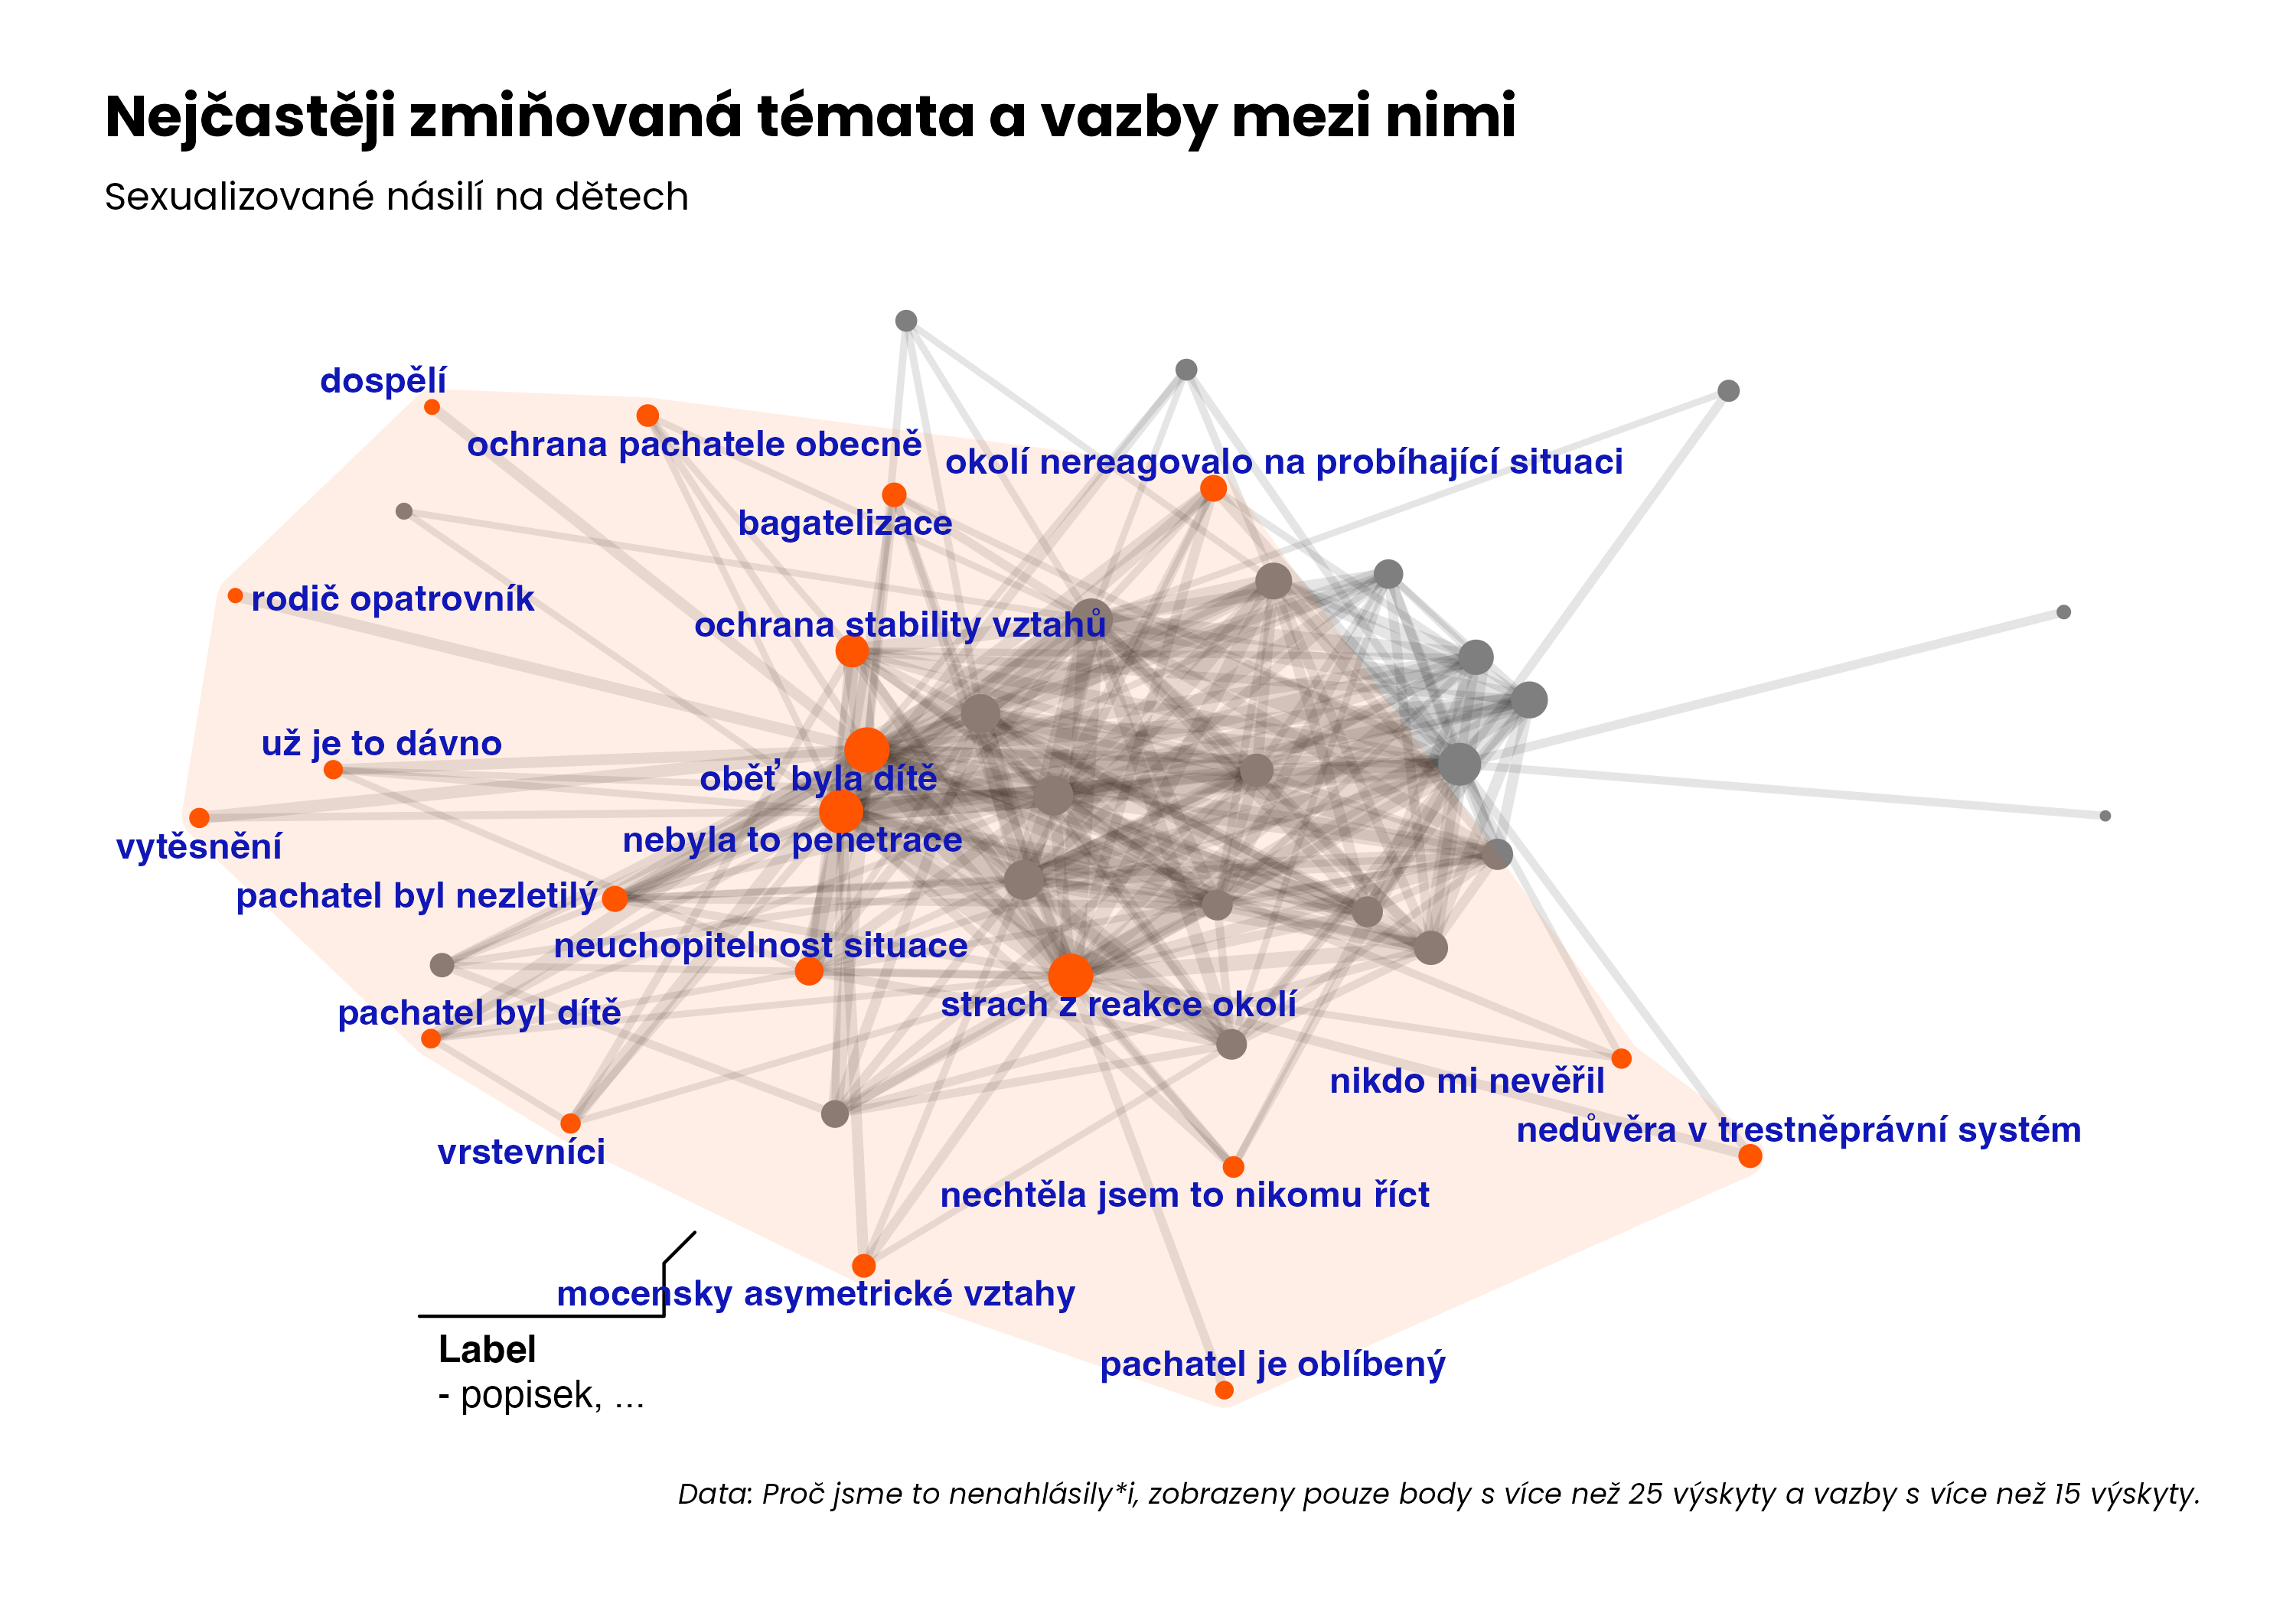 Nejčastěji zmiňovaná témata a vazby mezi nimi
Sexualizované násilí na dětech
dospělí
ochrana pachatele obecně
okolí nereagovalo na probíhající situaci
bagatelizace
rodič opatrovník
ochrana stability vztahů
už je to dávno
oběť byla dítě
nebyla to penetrace
vytěsnění
pachatel byl nezletilý
neuchopitelnost situace
strach z reakce okolí
pachatel byl dítě
nikdo mi nevěřil
nedůvěra v trestněprávní systém
vrstevníci
nechtěla jsem to nikomu říct
mocensky asymetrické vztahy
Label
- popisek, ...
pachatel je oblíbený
Data: Proč jsme to nenahlásily*i, zobrazeny pouze body s více než 25 výskyty a vazby s více než 15 výskyty.